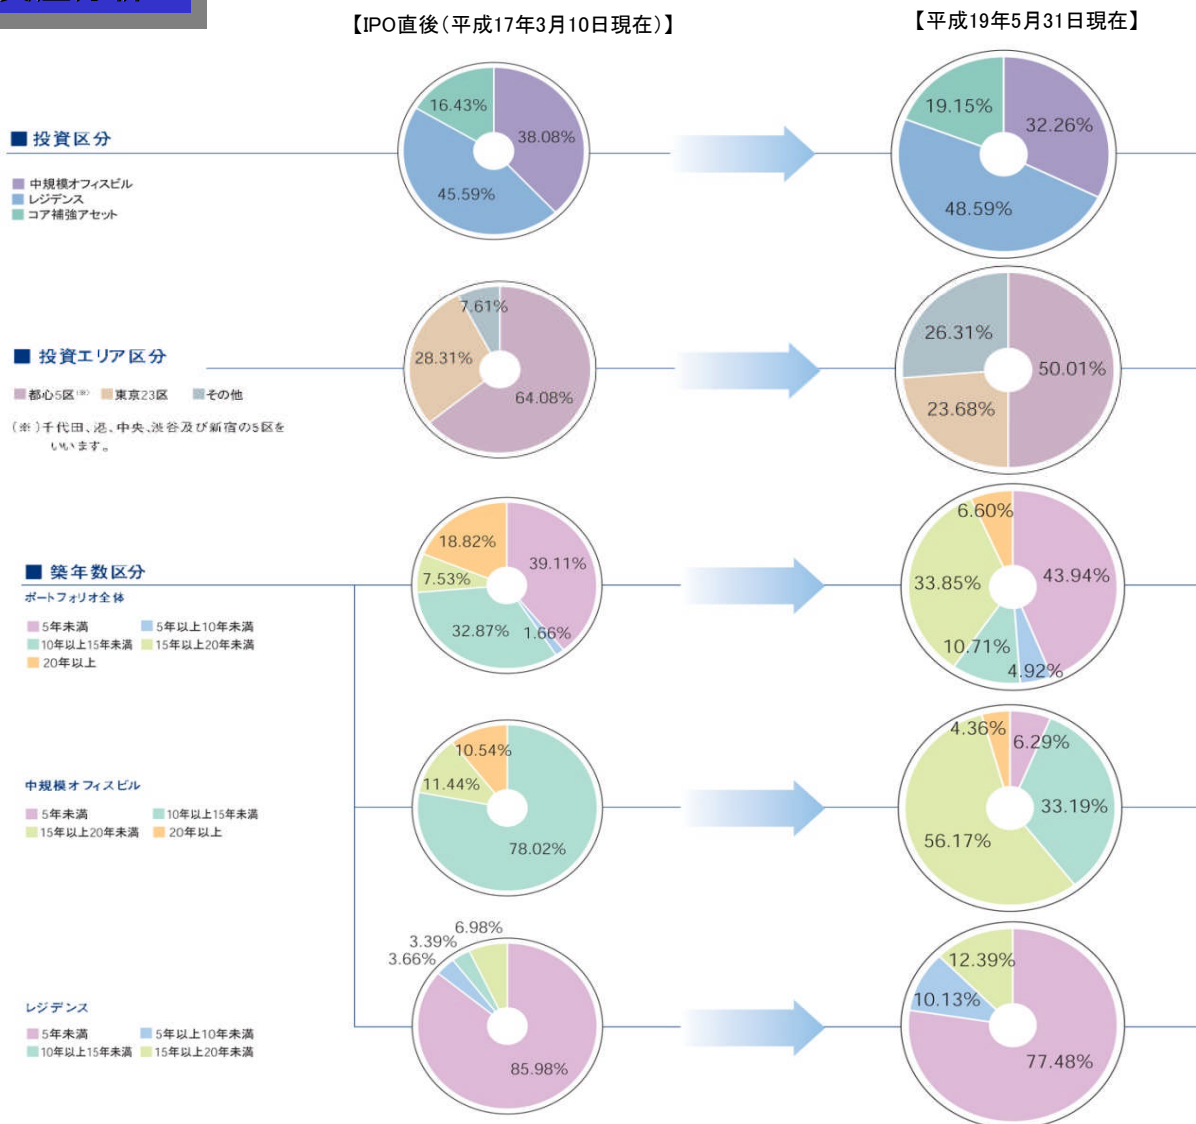 【IPO直後(平成17年3月10日現在)】
【平成19年5月31日現在】
■ 投資区分
中規模オフィスビル
レジデンス
コア補強アセット
16.43%
38.08%
45.59%
19.15%
32.26%
48.59%
■ 投資エリア区分
都心5区(※) 東京23区 その他
(※)千代田、港、中央、渋谷及び新宿の5区を
いいます。
7.61%
28.31%
64.08%
26.31%
50.01%
23.68%
■ 築年数区分
ポートフォリオ全体
5年未満 5年以上10年未満
10年以上15年未満 15年以上20年未満
20年以上
18.82%
39.11%
7.53%
32.87%
1.66%
6.60%
43.94%
33.85%
10.71%
4.92%
中規模オフィスビル
5年未満 10年以上15年未満
15年以上20年未満 20年以上
10.54%
11.44%
78.02%
4.36%
6.29%
33.19%
56.17%
レジデンス
5年未満 5年以上10年未満
10年以上15年未満 15年以上20年未満
6.98%
3.39%
3.66%
85.98%
12.39%
10.13%
77.48%